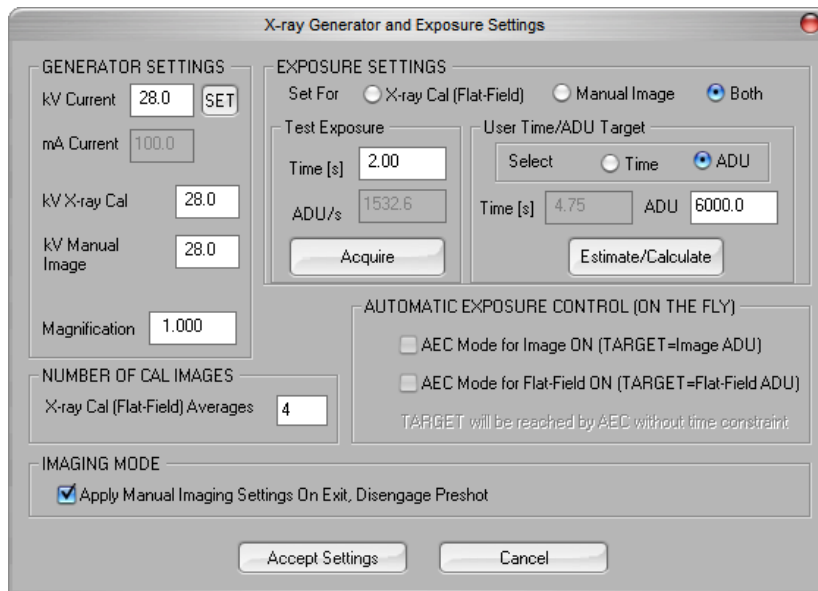 X-ray Generator and Exposure Settings
GENERATOR SETTINGS
kV Current 28.0 SET
mA Current 100.0
kV X-ray Cal 28.0
kV Manual
Image 28.0
Magnification 1.000
EXPOSURE SETTINGS
Set For X-ray Cal (Flat-Field) Manual Image Both
Test Exposure
Time [s] 2.00
ADU/s 1532.6
Acquire
User Time/ADU Target
Select Time ADU
Time [s] 4.75 ADU 6000.0
Estimate/Calculate
AUTOMATIC EXPOSURE CONTROL (ON THE FLY)
AEC Mode for Image ON (TARGET=Image ADU)
AEC Mode for Flat-Field ON (TARGET=Flat-Field ADU)
TARGET will be reached by AEC without time constraint
NUMBER OF CAL IMAGES
X-ray Cal (Flat-Field) Averages 4
IMAGING MODE
Apply Manual Imaging Settings On Exit, Disengage Preshot
Accept Settings Cancel